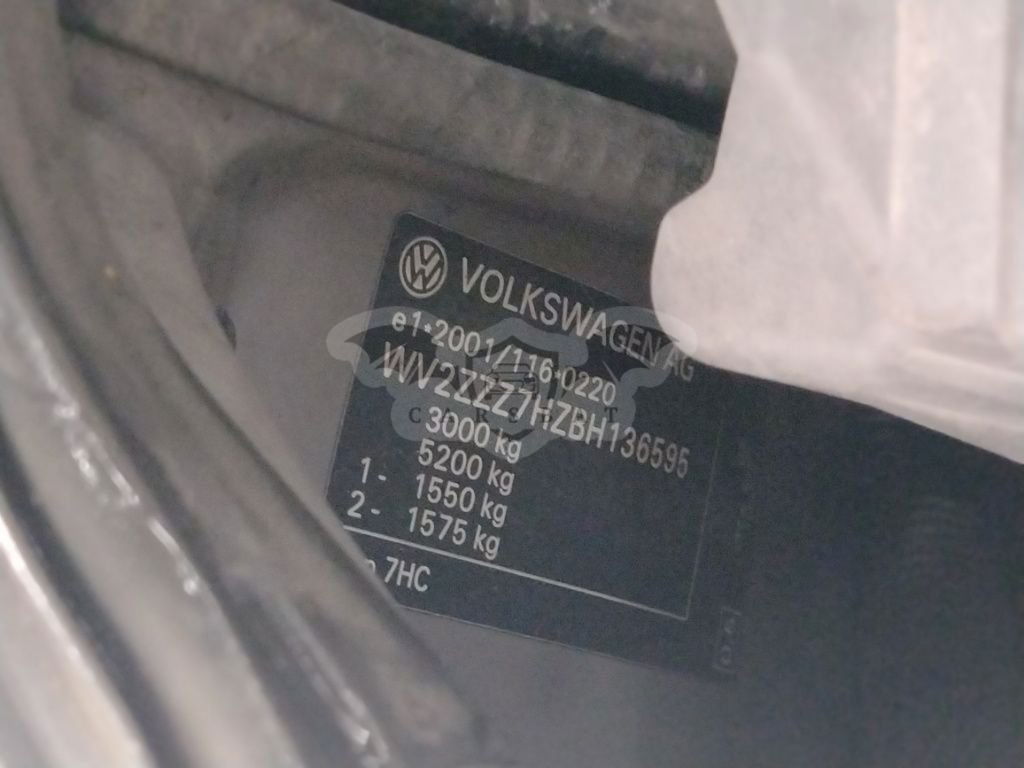 VOLKSWAGEN AG
e1*2001/116*0220
WV2ZZZ7HZBH136595
3000 kg
5200 kg
1- 1550 kg
2- 1575 kg
7HC